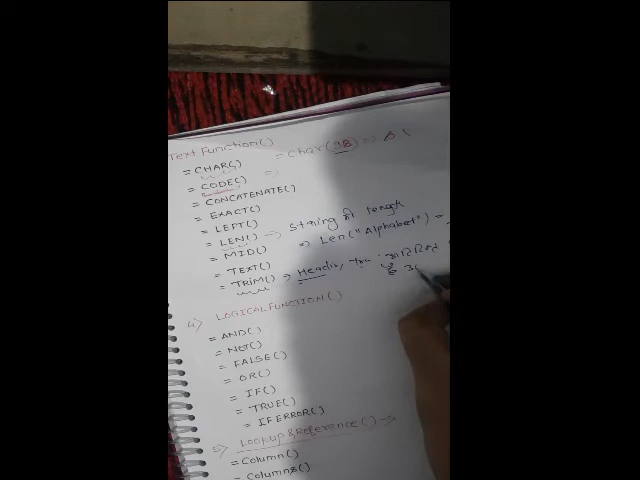 Text Function()
= CHAR() = Char(98) => b
= CODE() =>
= CONCATENATE()
= EXACT()
= LEFT()
= LEN() => String की length
= MID() => Len("Alphabet") =
= TEXT()
= TRIM() => Header,
4) LOGICAL FUNCTION()
= AND()
= NOT()
= FALSE()
= OR()
= IF()
= TRUE()
= IFERROR()
5) Lookup & Reference() ->
= Column()
= Columns()